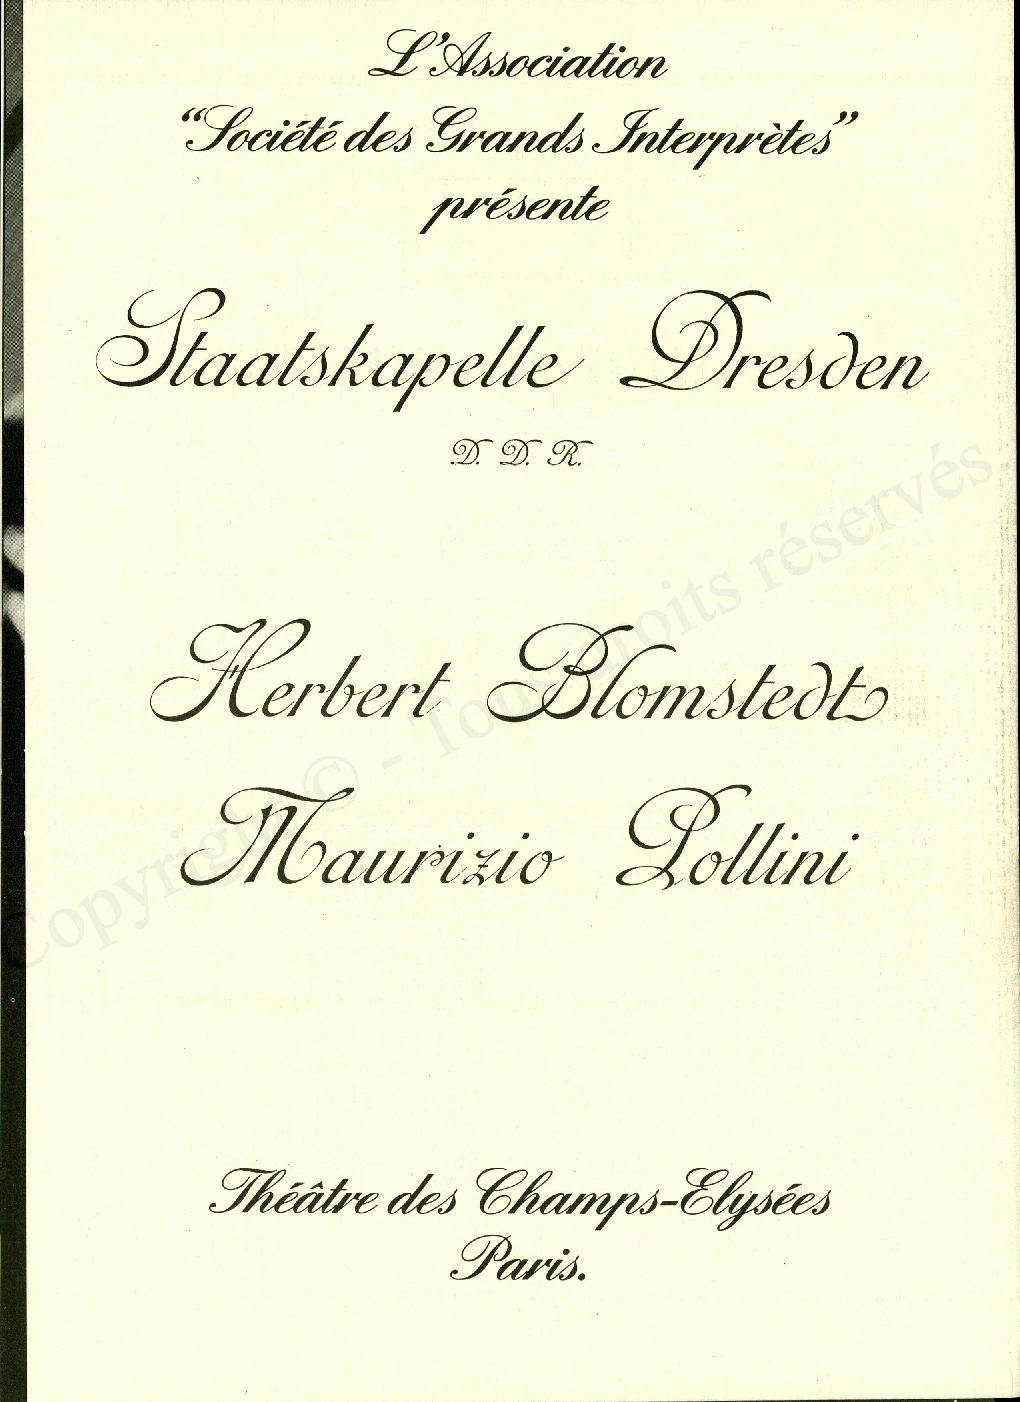 L'Association
“Société des Grands Interprètes”
présente
Staatskapelle Dresden
D. D. R.
Herbert Blomstedt
Maurizio Pollini
Théâtre des Champs-Elysées
Paris.
Copyright © - Tous droits réservés